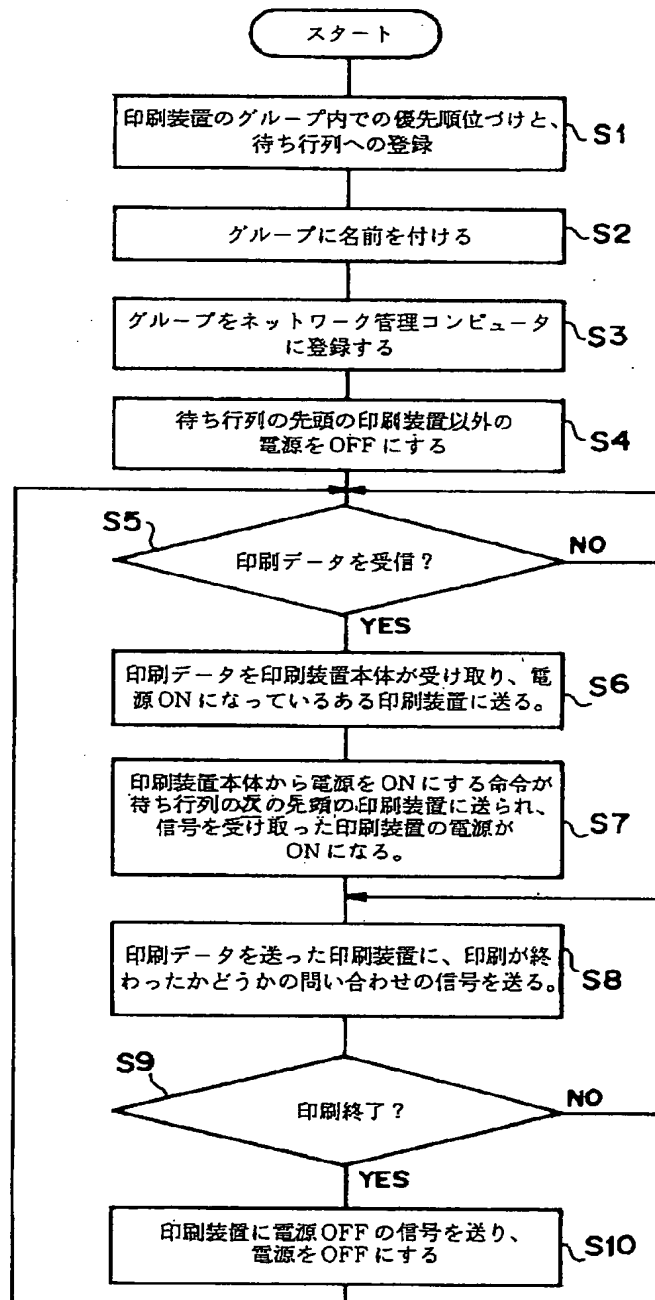 スタート
印刷装置のグループ内での優先順位づけと、
待ち行列への登録
S1
グループに名前を付ける
S2
グループをネットワーク管理コンピュータ
に登録する
S3
待ち行列の先頭の印刷装置以外の
電源をOFFにする
S4
S5
印刷データを受信？
NO
YES
印刷データを印刷装置本体が受け取り、電
源ONになっているある印刷装置に送る。
S6
印刷装置本体から電源をONにする命令が
待ち行列の次の先頭の印刷装置に送られ、
信号を受け取った印刷装置の電源が
ONになる。
S7
印刷データを送った印刷装置に、印刷が終
わったかどうかの問い合わせの信号を送る。
S8
S9
印刷終了？
NO
YES
印刷装置に電源OFFの信号を送り、
電源をOFFにする
S10